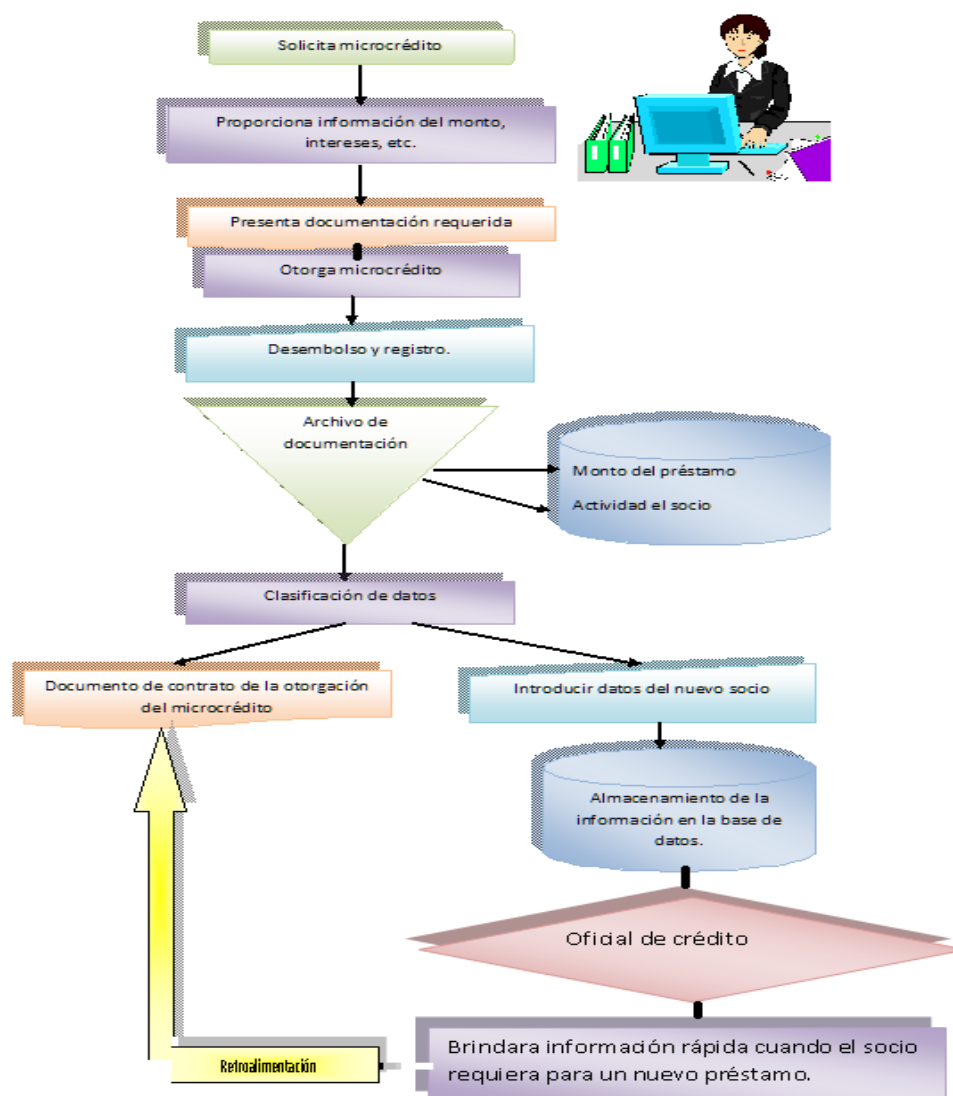 Solicita microcrédito
Proporciona información del monto,
intereses, etc.
Presenta documentación requerida
Otorga microcrédito
Desembolso y registro.
Archivo de
documentación
Monto del préstamo
Actividad el socio
Clasificación de datos
Documento de contrato de la otorgación
del microcrédito
Introducir datos del nuevo socio
Almacenamiento de la
información en la base de
datos.
Oficial de crédito
Brindara información rápida cuando el socio
requiera para un nuevo préstamo.
Retroalimentación